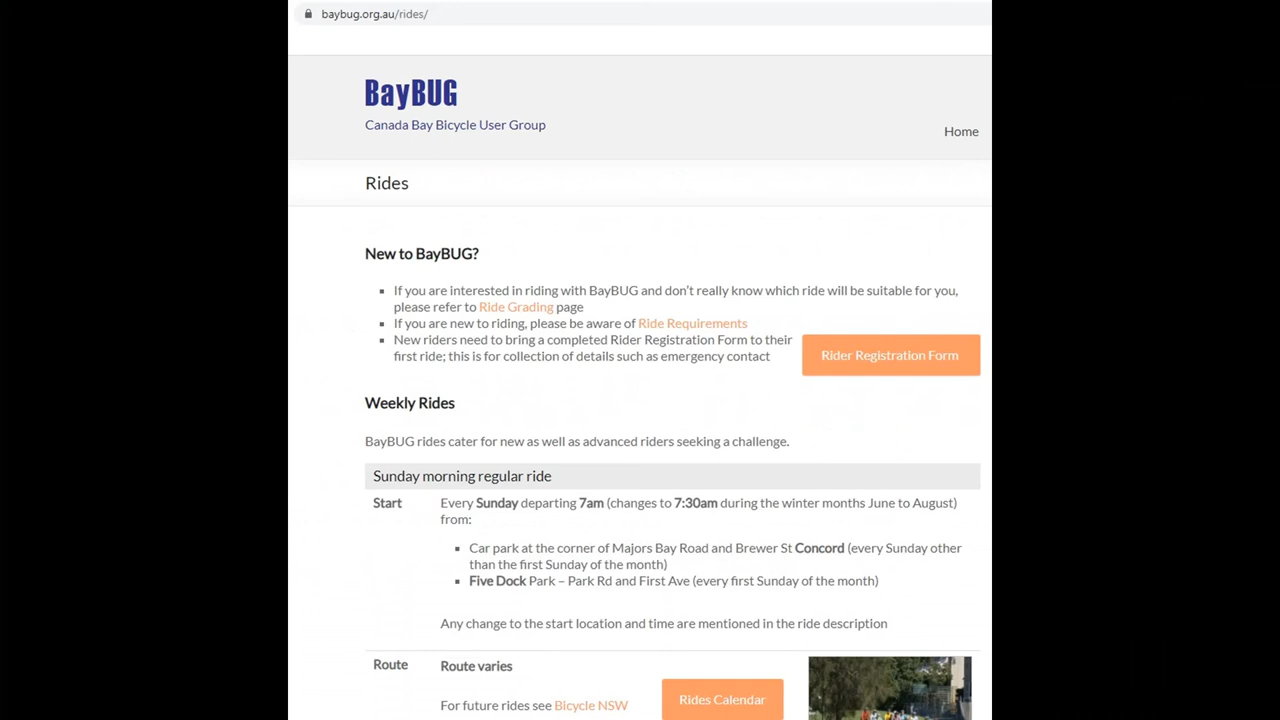 baybug.org.au/rides/
BayBUG
Canada Bay Bicycle User Group
Home
Rides
New to BayBUG?
▪ If you are interested in riding with BayBUG and don’t really know which ride will be suitable for you,
please refer to Ride Grading page
▪ If you are new to riding, please be aware of Ride Requirements
▪ New riders need to bring a completed Rider Registration Form to their
first ride; this is for collection of details such as emergency contact
Rider Registration Form
Weekly Rides
BayBUG rides cater for new as well as advanced riders seeking a challenge.
Sunday morning regular ride
Start
Every Sunday departing 7am (changes to 7:30am during the winter months June to August)
from:
▪ Car park at the corner of Majors Bay Road and Brewer St Concord (every Sunday other
than the first Sunday of the month)
▪ Five Dock Park – Park Rd and First Ave (every first Sunday of the month)
Any change to the start location and time are mentioned in the ride description
Route
Route varies
For future rides see Bicycle NSW
Rides Calendar